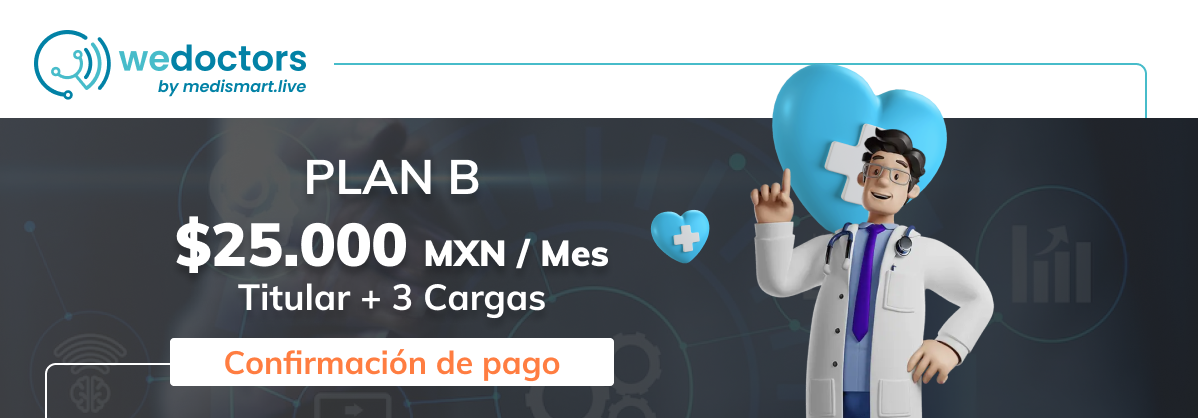 wedoctors
by medismart.live
PLAN B
$25.000 MXN / Mes
Titular + 3 Cargas
Confirmación de pago